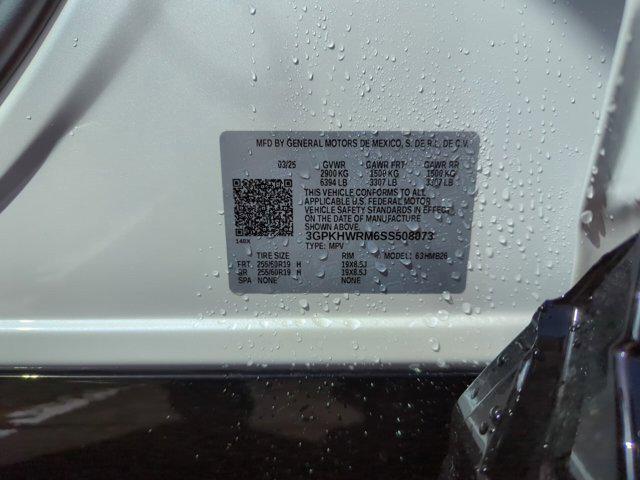 MFD BY GENERAL MOTORS DE MEXICO, S. DE R.L. DE C.V.
03/25 GVWR GAWR FRT GAWR RR
2900 KG 1500 KG 1500 KG
6394 LB 3307 LB 3307 LB
THIS VEHICLE CONFORMS TO ALL
APPLICABLE U.S. FEDERAL MOTOR
VEHICLE SAFETY STANDARDS IN EFFECT
ON THE DATE OF MANUFACTURE
SHOWN ABOVE.
3GPKHWRM6SS508073
140X TYPE: MPV
TIRE SIZE RIM MODEL: 63HMB26
FRT 255/60R19 H 19X8.5J
RR 255/60R19 H 19X8.5J
SPA NONE NONE